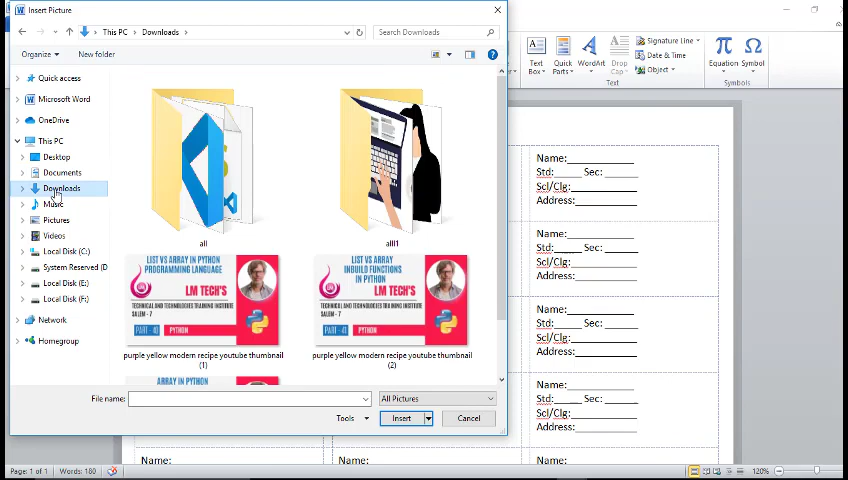 Insert Picture
This PC
Downloads
Search Downloads
Organize
New folder
Quick access
Microsoft Word
OneDrive
This PC
Desktop
Documents
Downloads
Music
Pictures
Videos
Local Disk (C:)
System Reserved (D
Local Disk (E:)
Local Disk (F:)
Network
Homegroup
all
alll1
LIST VS ARRAY IN PYTHON
PROGRAMMING LANGUAGE
LM TECH'S
TECHNICAL AND TECHNOLOGIES TRAINING INSTITUTE
SALEM - 7
PART - 40
PYTHON
purple yellow modern recipe youtube thumbnail
(1)
LIST VS ARRAY
INBUILD FUNCTIONS
IN PYTHON
LM TECH'S
TECHNICAL AND TECHNOLOGIES TRAINING INSTITUTE
SALEM - 7
PART - 41
PYTHON
purple yellow modern recipe youtube thumbnail
(2)
ARRAY IN PYTHON
File name:
All Pictures
Tools
Insert
Cancel
Text
Box
Quick
Parts
WordArt
Drop
Cap
Signature Line
Date & Time
Object
Text
Equation
Symbol
Symbols
Name:
Std: Sec:
Scl/Clg:
Address:
Name:
Std: Sec:
Scl/Clg:
Address:
Name:
Std: Sec:
Scl/Clg:
Address:
Name:
Std: Sec:
Scl/Clg:
Address:
Name:
Name:
Name:
Page: 1 of 1
Words: 180
120%